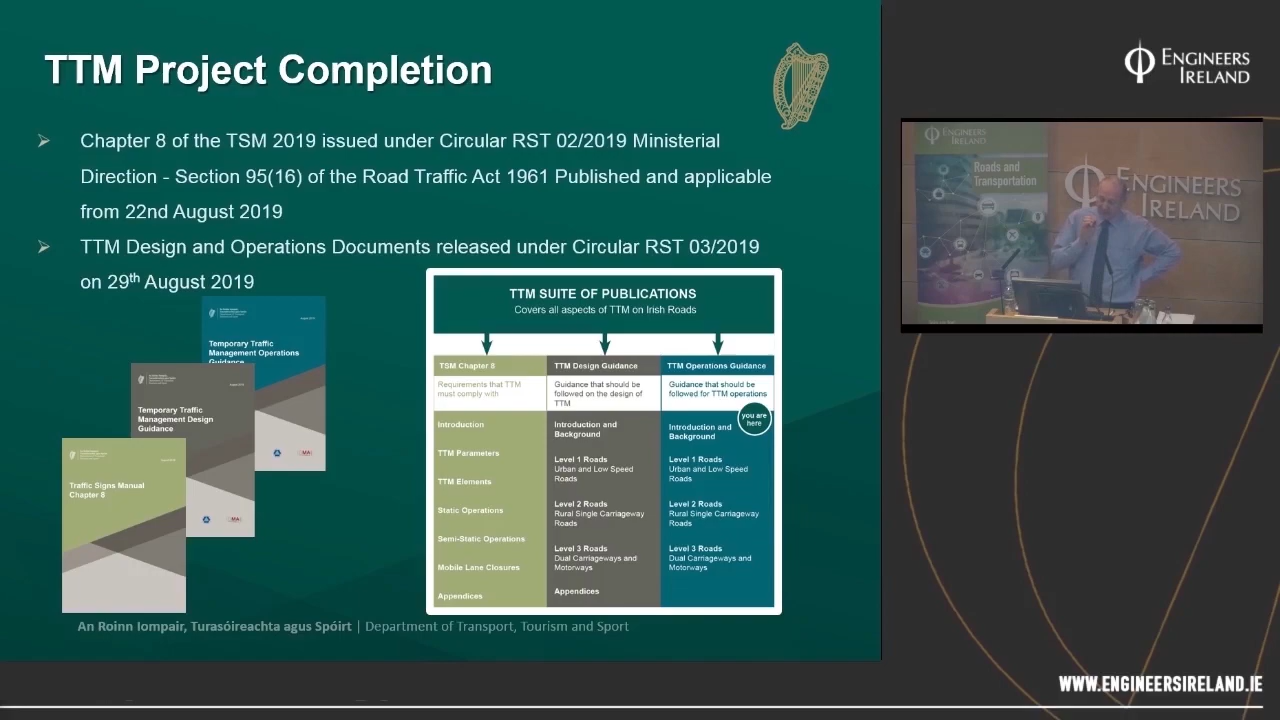 TTM Project Completion
Chapter 8 of the TSM 2019 issued under Circular RST 02/2019 Ministerial
Direction - Section 95(16) of the Road Traffic Act 1961 Published and applicable
from 22nd August 2019
TTM Design and Operations Documents released under Circular RST 03/2019
on 29th August 2019
Temporary Traffic
Management Operations
Guidance
August 2019
Temporary Traffic
Management Design
Guidance
Traffic Signs Manual
Chapter 8
TTM SUITE OF PUBLICATIONS
Covers all aspects of TTM on Irish Roads
TSM Chapter 8
Requirements that TTM
must comply with
Introduction
TTM Parameters
TTM Elements
Static Operations
Semi-Static Operations
Mobile Lane Closures
Appendices
TTM Design Guidance
Guidance that should be
followed on the design of
TTM
Introduction and
Background
Level 1 Roads
Urban and Low Speed
Roads
Level 2 Roads
Rural Single Carriageway
Roads
Level 3 Roads
Dual Carriageways and
Motorways
Appendices
TTM Operations Guidance
Guidance that should be
followed for TTM operations
you are
here
Introduction and
Background
Level 1 Roads
Urban and Low Speed
Roads
Level 2 Roads
Rural Single Carriageway
Roads
Level 3 Roads
Dual Carriageways and
Motorways
An Roinn Iompair, Turasóireachta agus Spóirt | Department of Transport, Tourism and Sport
ENGINEERS
IRELAND
ENGINEERS
IRELAND
Roads and
Transportation
ENGINEERS
IRELAND
WWW.ENGINEERSIRELAND.IE